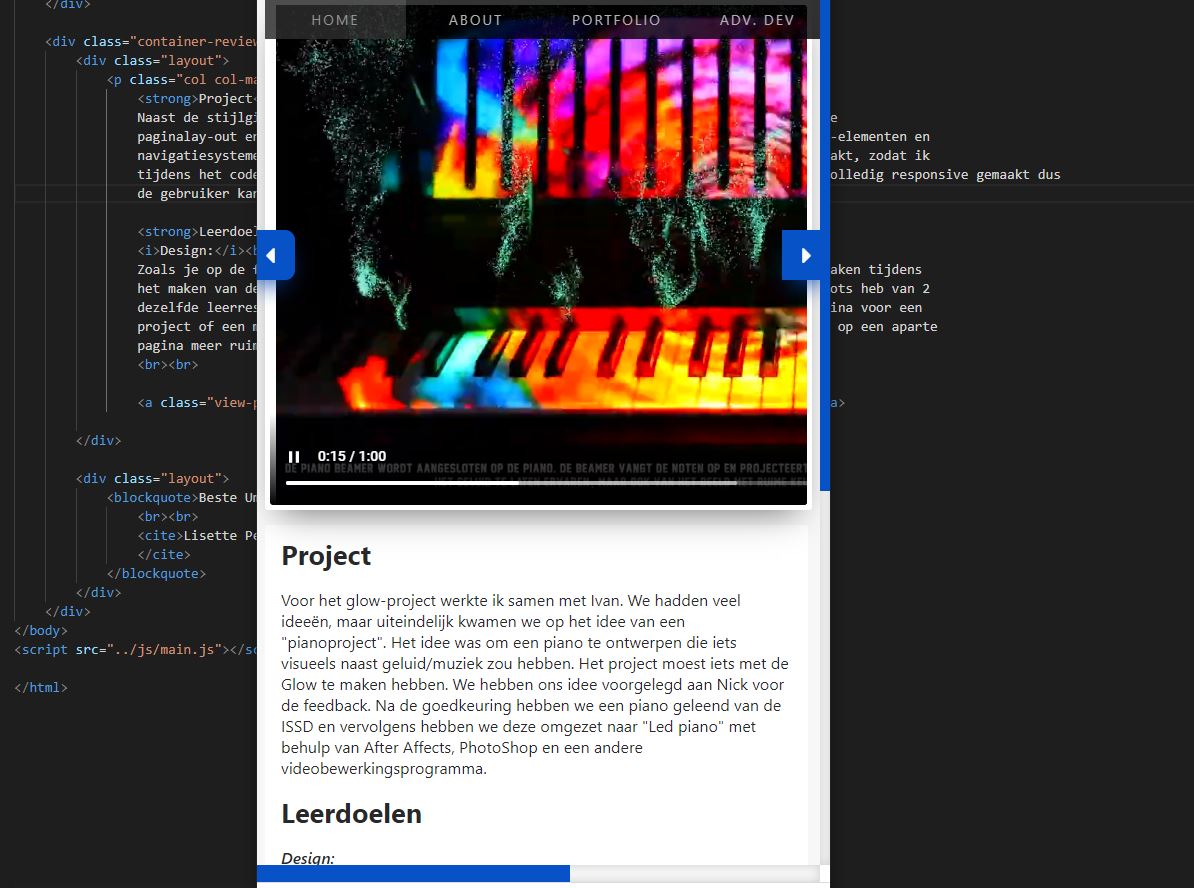 </div>
<div class="container-review
<div class="layout">
<p class="col col-ma
<strong>Project<
Naast de stijlgi
paginalay-out en
navigatiesysteme
tijdens het code
de gebruiker kan
<strong>Leerdoel
<i>Design:</i><b
Zoals je op de f
het maken van de
dezelfde leerres
project of een m
pagina meer ruim
<br><br>
<a class="view-p
</div>
<div class="layout">
<blockquote>Beste Um
<br><br>
<cite>Lisette Pe
</cite>
</blockquote>
</div>
</div>
</body>
<script src="../js/main.js"></sc
</html>
HOME ABOUT PORTFOLIO ADV. DEV
0:15 / 1:00
DE PIANO BEAMER WORDT AANGESLOTEN OP DE PIANO. DE BEAMER VANGT DE NOTEN OP EN PROJECTEERT
Project
Voor het glow-project werkte ik samen met Ivan. We hadden veel
ideeën, maar uiteindelijk kwamen we op het idee van een
"pianoproject". Het idee was om een piano te ontwerpen die iets
visueels naast geluid/muziek zou hebben. Het project moest iets met de
Glow te maken hebben. We hebben ons idee voorgelegd aan Nick voor
de feedback. Na de goedkeuring hebben we een piano geleend van de
ISSD en vervolgens hebben we deze omgezet naar "Led piano" met
behulp van After Affects, PhotoShop en een andere
videobewerkingsprogramma.
Leerdoelen
Design:
e
-elementen en
akt, zodat ik
olledig responsive gemaakt dus
aken tijdens
ots heb van 2
ina voor een
op een aparte
a>